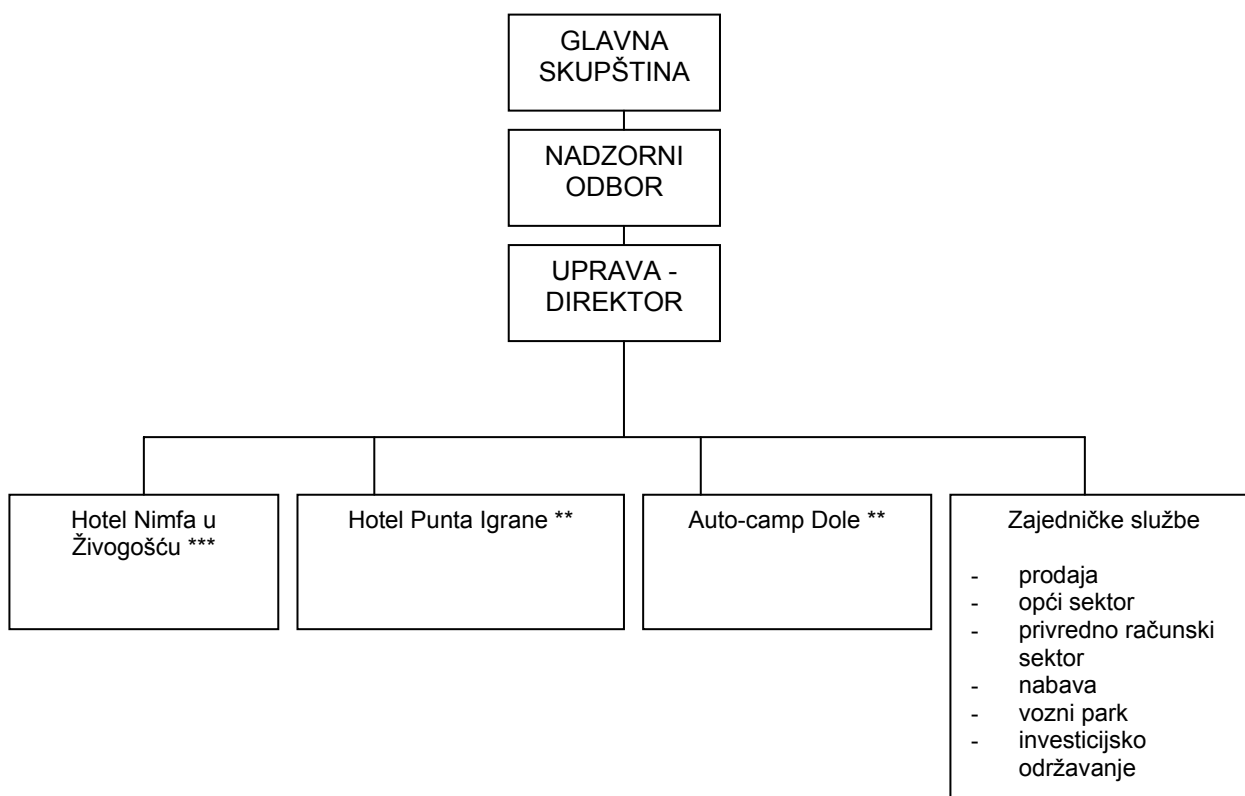 GLAVNA
SKUPŠTINA
NADZORNI
ODBOR
UPRAVA -
DIREKTOR
Hotel Nimfa u
Živogošću ***
Hotel Punta Igrane **
Auto-camp Dole **
Zajedničke službe
- prodaja
- opći sektor
- privredno računski
sektor
- nabava
- vozni park
- investicijsko
održavanje